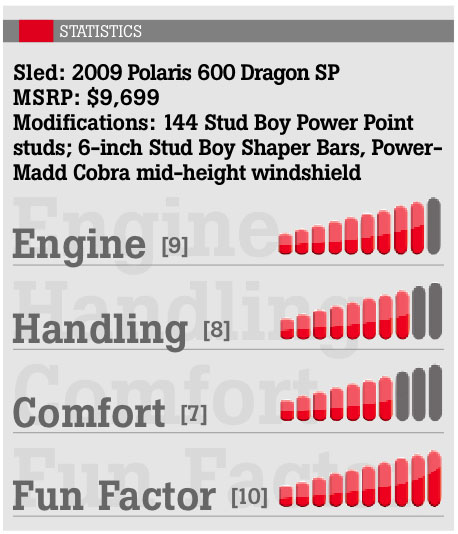 STATISTICS
Sled: 2009 Polaris 600 Dragon SP
MSRP: $9,699
Modifications: 144 Stud Boy Power Point
studs; 6-inch Stud Boy Shaper Bars, Power-
Madd Cobra mid-height windshield
Engine
Engine [9]
Handling
Handling [8]
Comfort
Comfort [7]
Fun Factor
Fun Factor [10]